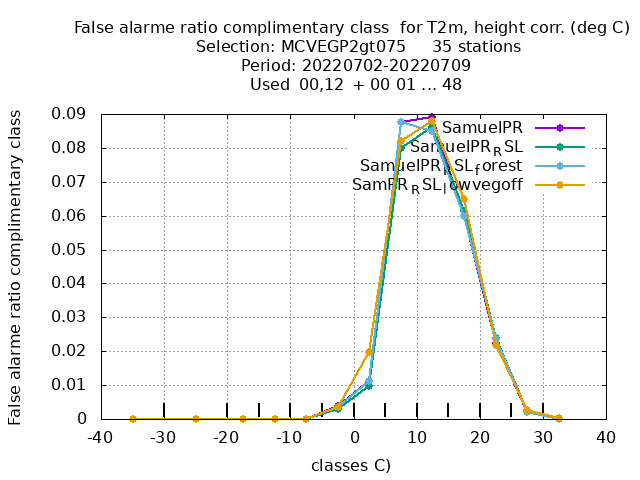 False alarme ratio complimentary class  for T2m, height corr. (deg C)
Selection: MCVEGP2gt075     35 stations
Period: 20220702-20220709
Used  00,12  + 00 01 ... 48
False alarme ratio complimentary class
0.09
0.08
0.07
0.06
0.05
0.04
0.03
0.02
0.01
0
SamuelPR
SamuelPRRSL
SamuelPRRSLforest
SamPRRSLlowvegoff
-40 -30 -20 -10 0 10 20 30 40
classes C)